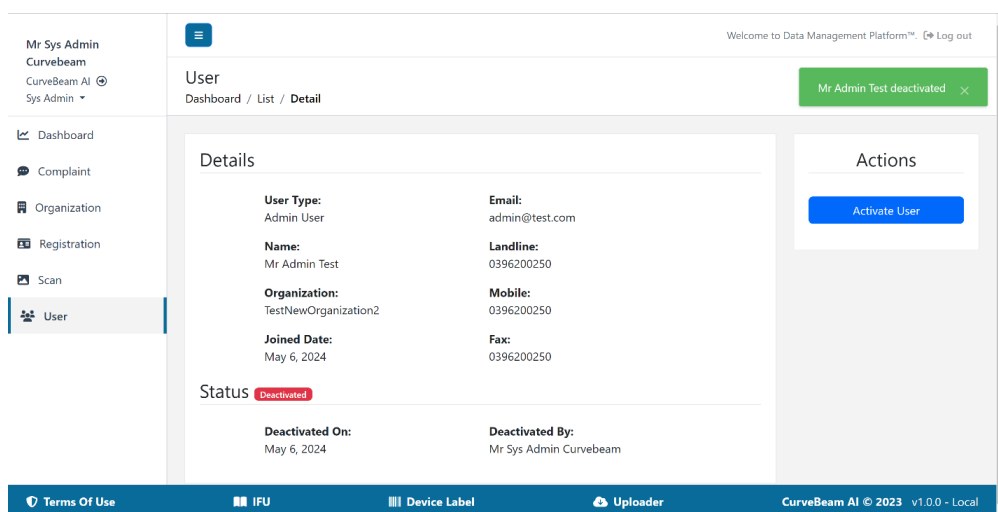 Mr Sys Admin
Curvebeam
CurveBeam AI
Sys Admin
Dashboard
Complaint
Organization
Registration
Scan
User
Welcome to Data Management Platform™. Log out
User
Dashboard / List / Detail
Mr Admin Test deactivated ×
Details
User Type:
Admin User
Email:
admin@test.com
Name:
Mr Admin Test
Landline:
0396200250
Organization:
TestNewOrganization2
Mobile:
0396200250
Joined Date:
May 6, 2024
Fax:
0396200250
Status Deactivated
Deactivated On:
May 6, 2024
Deactivated By:
Mr Sys Admin Curvebeam
Actions
Activate User
Terms Of Use
IFU
Device Label
Uploader
CurveBeam AI © 2023 v1.0.0 - Local